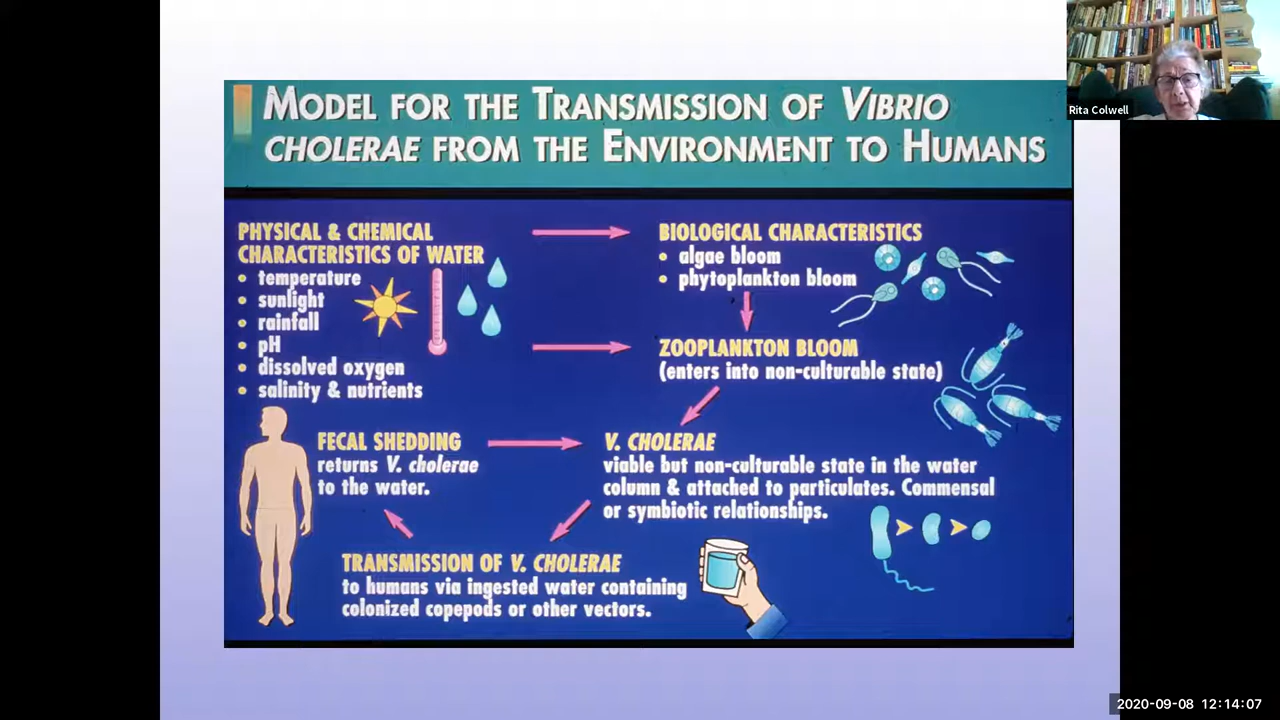 MODEL FOR THE TRANSMISSION OF VIBRIO
CHOLERAE FROM THE ENVIRONMENT TO HUMANS
Rita Colwell
PHYSICAL & CHEMICAL
CHARACTERISTICS OF WATER
• temperature
• sunlight
• rainfall
• pH
• dissolved oxygen
• salinity & nutrients
BIOLOGICAL CHARACTERISTICS
• algae bloom
• phytoplankton bloom
ZOOPLANKTON BLOOM
(enters into non-culturable state)
FECAL SHEDDING
returns V. cholerae
to the water.
V. CHOLERAE
viable but non-culturable state in the water
column & attached to particulates. Commensal
or symbiotic relationships.
TRANSMISSION OF V. CHOLERAE
to humans via ingested water containing
colonized copepods or other vectors.
2020-09-08 12:14:07